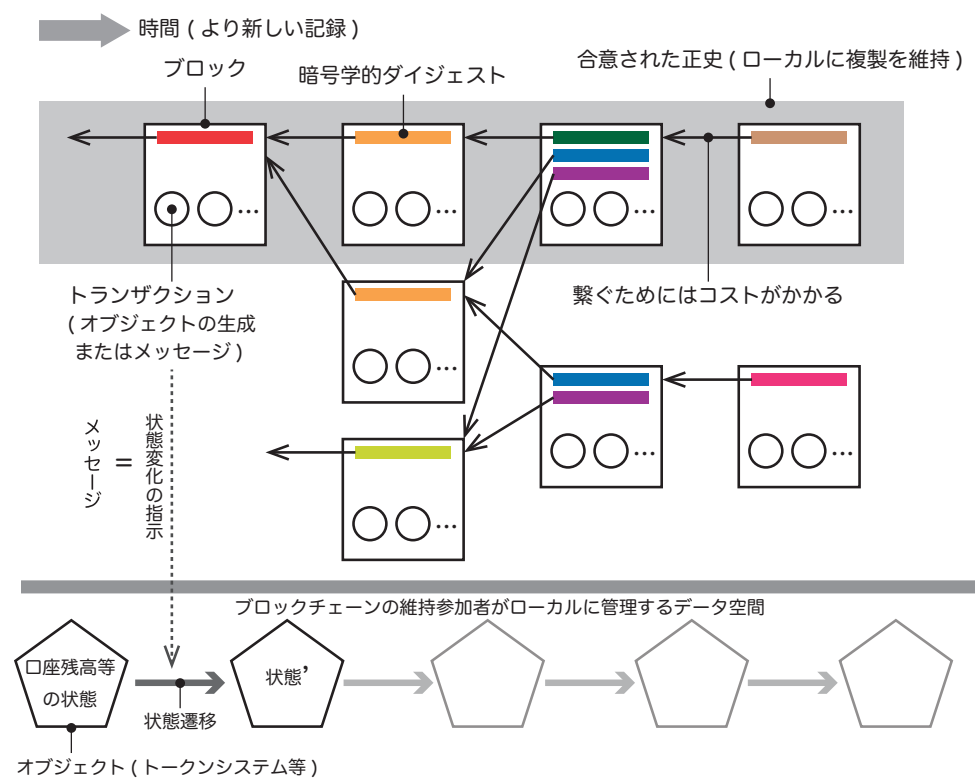 時間 ( より新しい記録 )
ブロック
暗号学的ダイジェスト
合意された正史 ( ローカルに複製を維持 )
...
...
...
...
トランザクション
( オブジェクトの生成
またはメッセージ )
繋ぐためにはコストがかかる
...
...
...
...
メッセージ
=
状態変化の指示
ブロックチェーンの維持参加者がローカルに管理するデータ空間
口座残高等
の状態
状態’
状態遷移
オブジェクト ( トークンシステム等 )